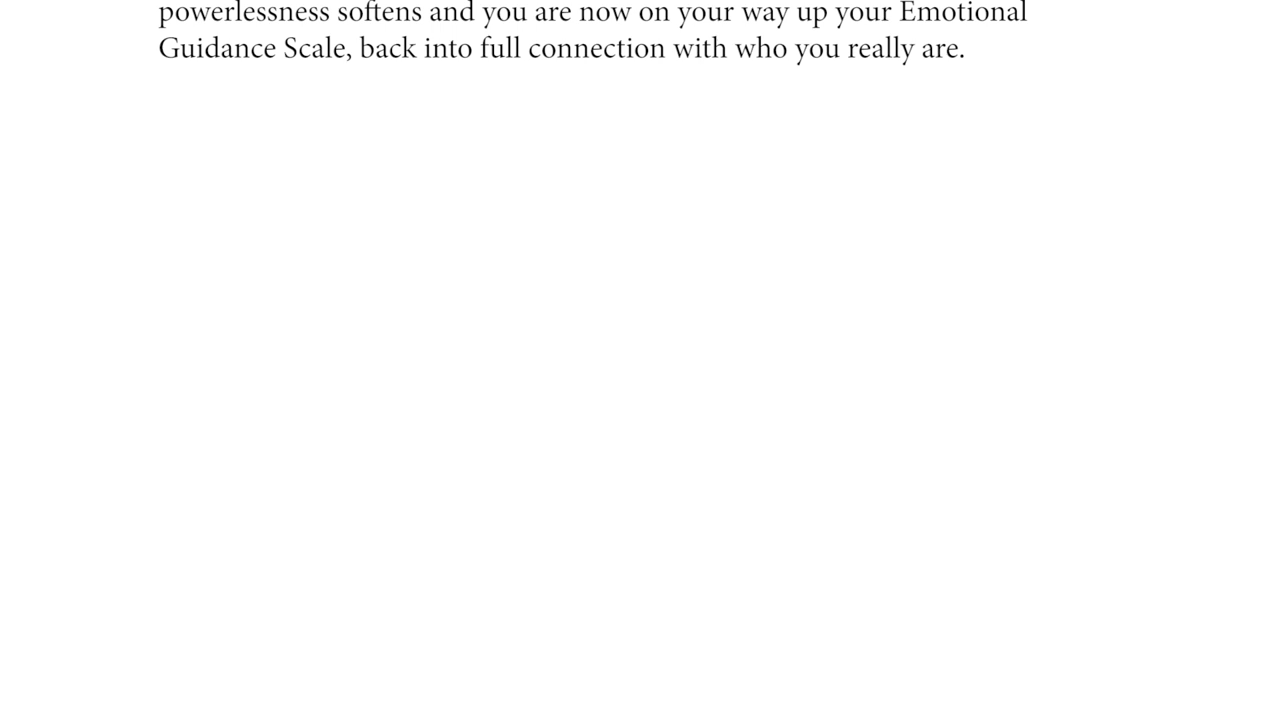 powerlessness softens and you are now on your way up your Emotional
Guidance Scale, back into full connection with who you really are.